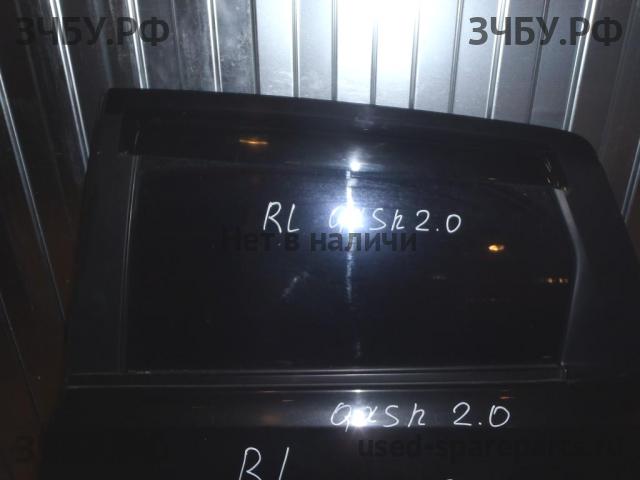 ЗЧБУ.РФ ЗЧБУ.РФ
RL qash 2.0
Нет в наличи
qash 2.0
used-spareparts.ru
RL